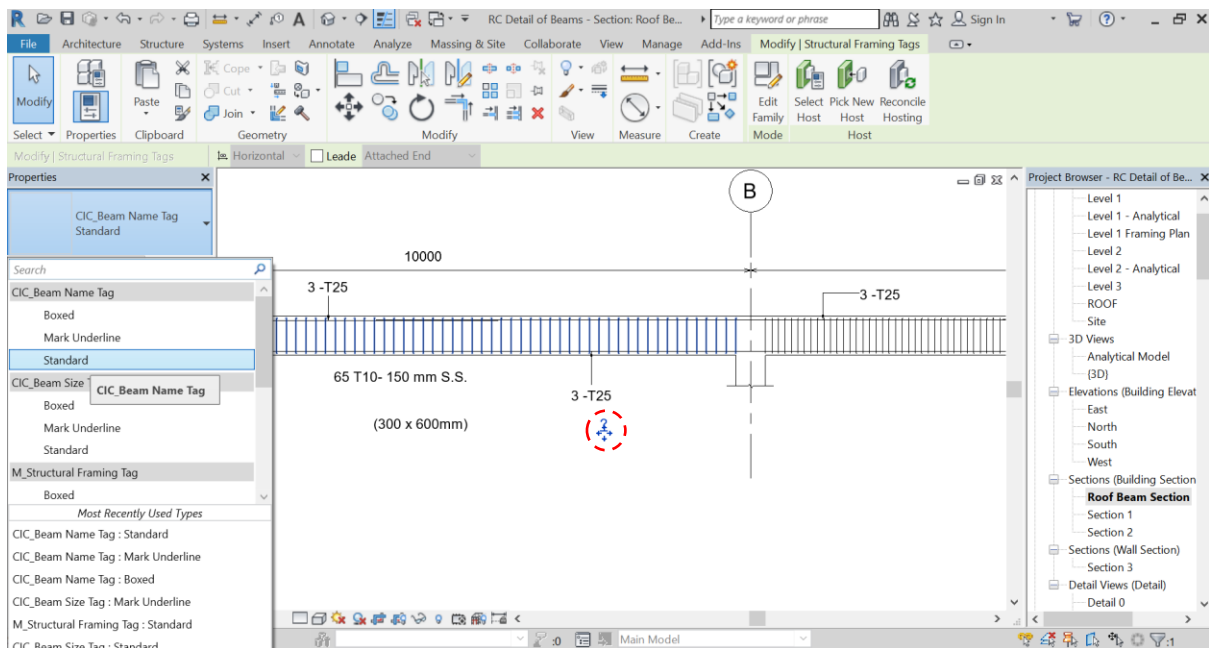 RC Detail of Beams - Section: Roof Be...
Type a keyword or phrase
Sign In
File Architecture Structure Systems Insert Annotate Analyze Massing & Site Collaborate View Manage Add-Ins Modify | Structural Framing Tags
Modify
Paste
Cope
Cut
Join
Edit Family
Select Host
Pick New Host
Reconcile Hosting
Select Properties Clipboard Geometry Modify View Measure Create Mode Host
Modify | Structural Framing Tags
Horizontal
Leade
Attached End
Properties
CIC_Beam Name Tag
Standard
Search
CIC_Beam Name Tag
Boxed
Mark Underline
Standard
CIC_Beam Size
CIC_Beam Name Tag
Boxed
Mark Underline
Standard
M_Structural Framing Tag
Boxed
Most Recently Used Types
CIC_Beam Name Tag : Standard
CIC_Beam Name Tag : Mark Underline
CIC_Beam Name Tag : Boxed
CIC_Beam Size Tag : Mark Underline
M_Structural Framing Tag : Standard
CIC_Beam Size Tag : Standard
B
10000
3 -T25
3 -T25
65 T10- 150 mm S.S.
3 -T25
(300 x 600mm)
?
Project Browser - RC Detail of Be...
Level 1
Level 1 - Analytical
Level 1 Framing Plan
Level 2
Level 2 - Analytical
Level 3
ROOF
Site
3D Views
Analytical Model
{3D}
Elevations (Building Elevat
East
North
South
West
Sections (Building Section
Roof Beam Section
Section 1
Section 2
Sections (Wall Section)
Section 3
Detail Views (Detail)
Detail 0
:0
Main Model
:1